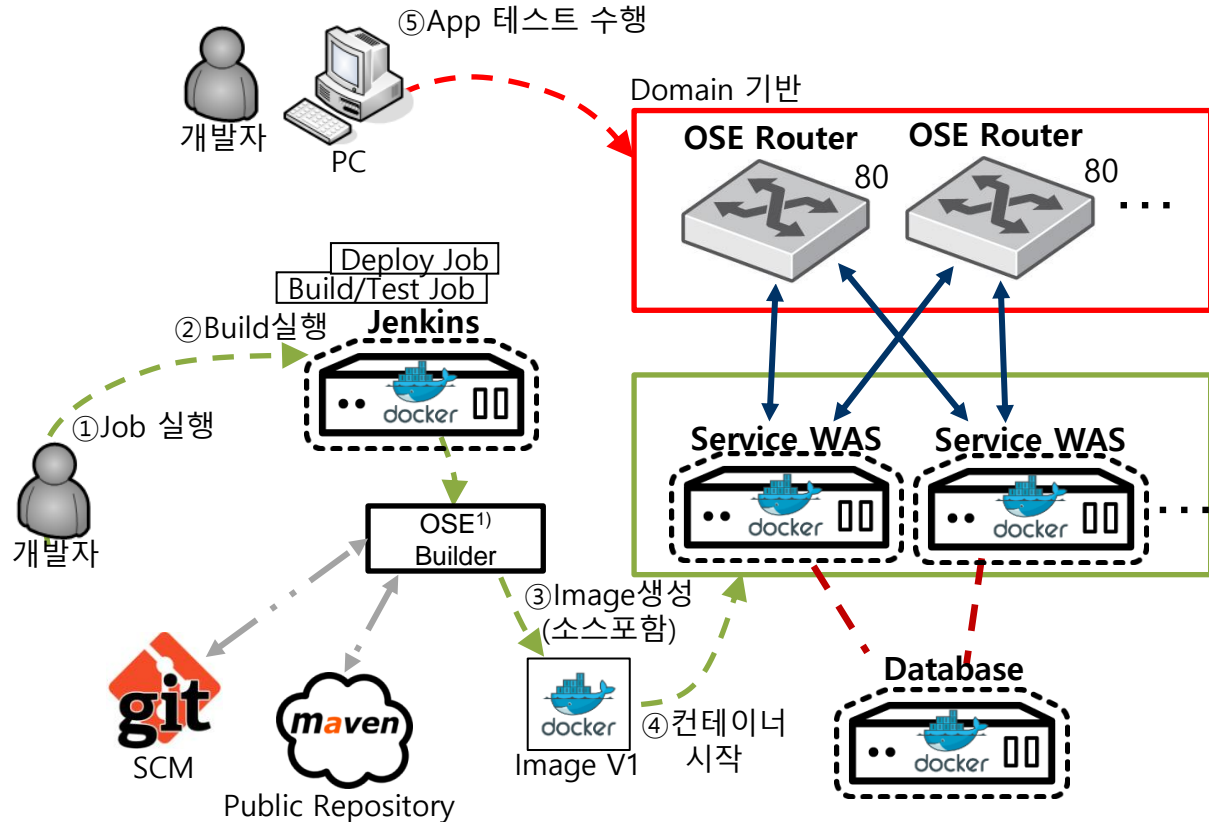 ⑤App 테스트 수행
개발자
PC
Domain 기반
OSE Router
80
OSE Router
80
...
Deploy Job
Build/Test Job
Jenkins
②Build실행
docker
①Job 실행
개발자
OSE1)
Builder
Service WAS
docker
Service WAS
docker
...
③Image생성
(소스포함)
git
SCM
maven
Public Repository
docker
Image V1
④컨테이너
시작
Database
docker